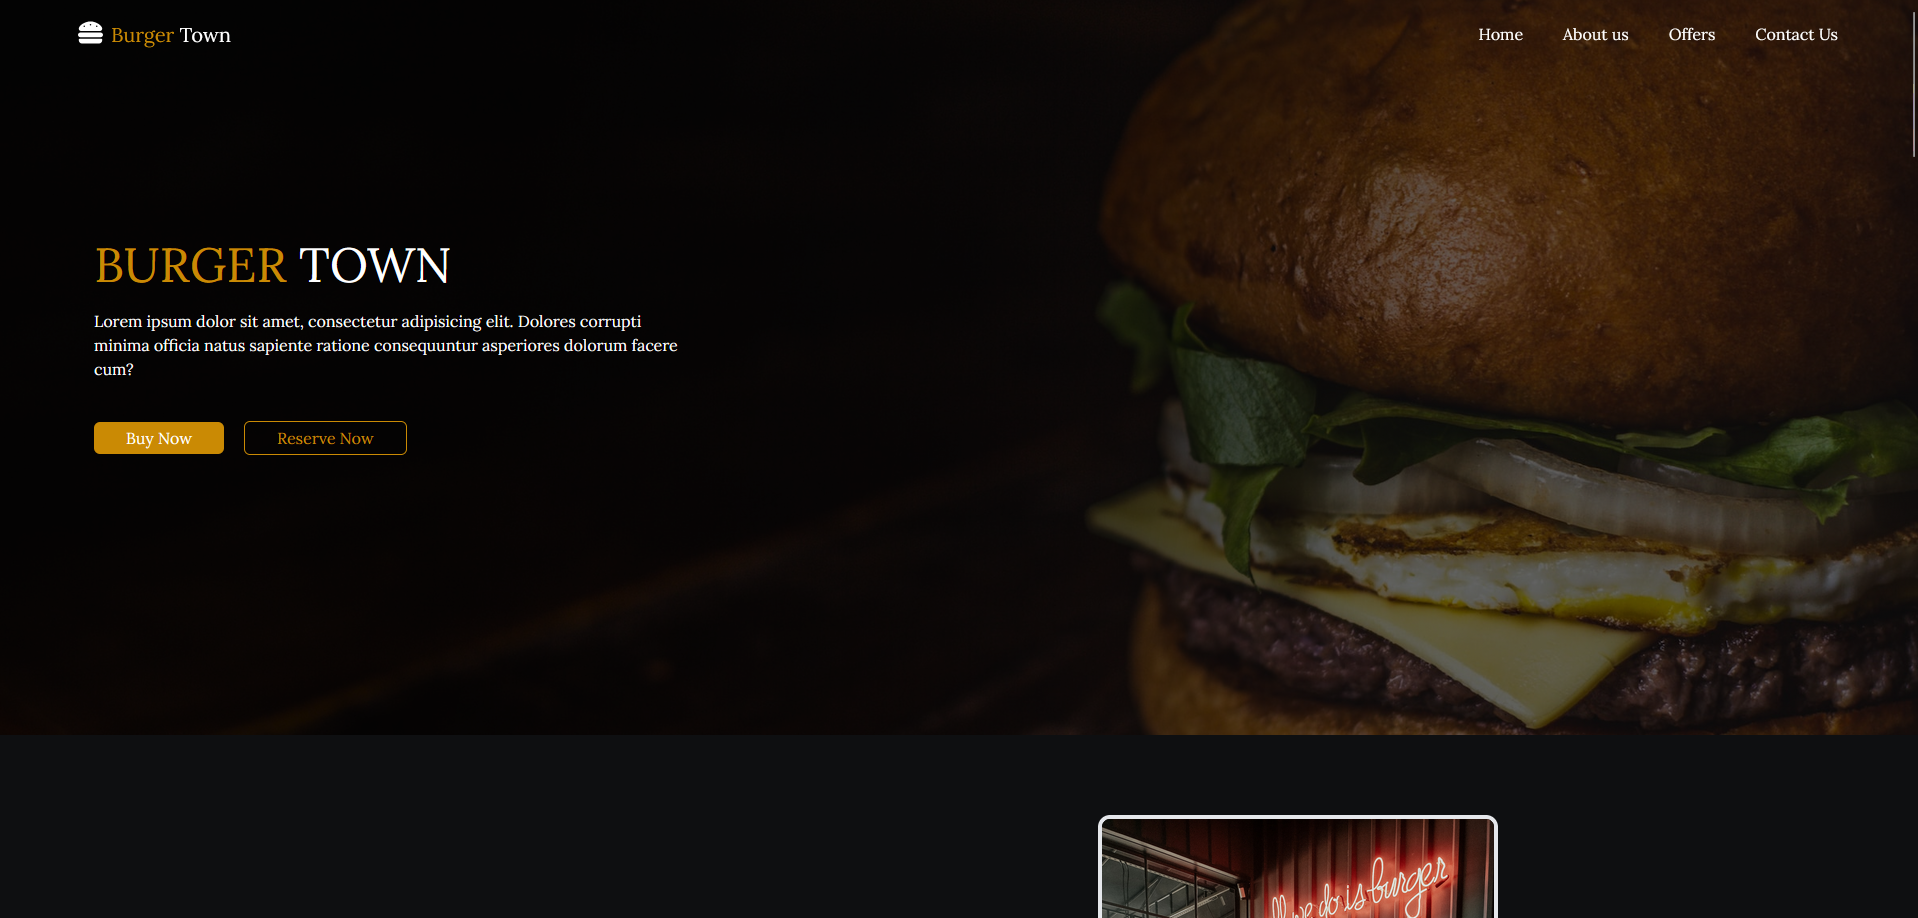 Burger Town
Home
About us
Offers
Contact Us
BURGER TOWN
Lorem ipsum dolor sit amet, consectetur adipisicing elit. Dolores corrupti
minima officia natus sapiente ratione consequuntur asperiores dolorum facere
cum?
Buy Now
Reserve Now
we do is burger